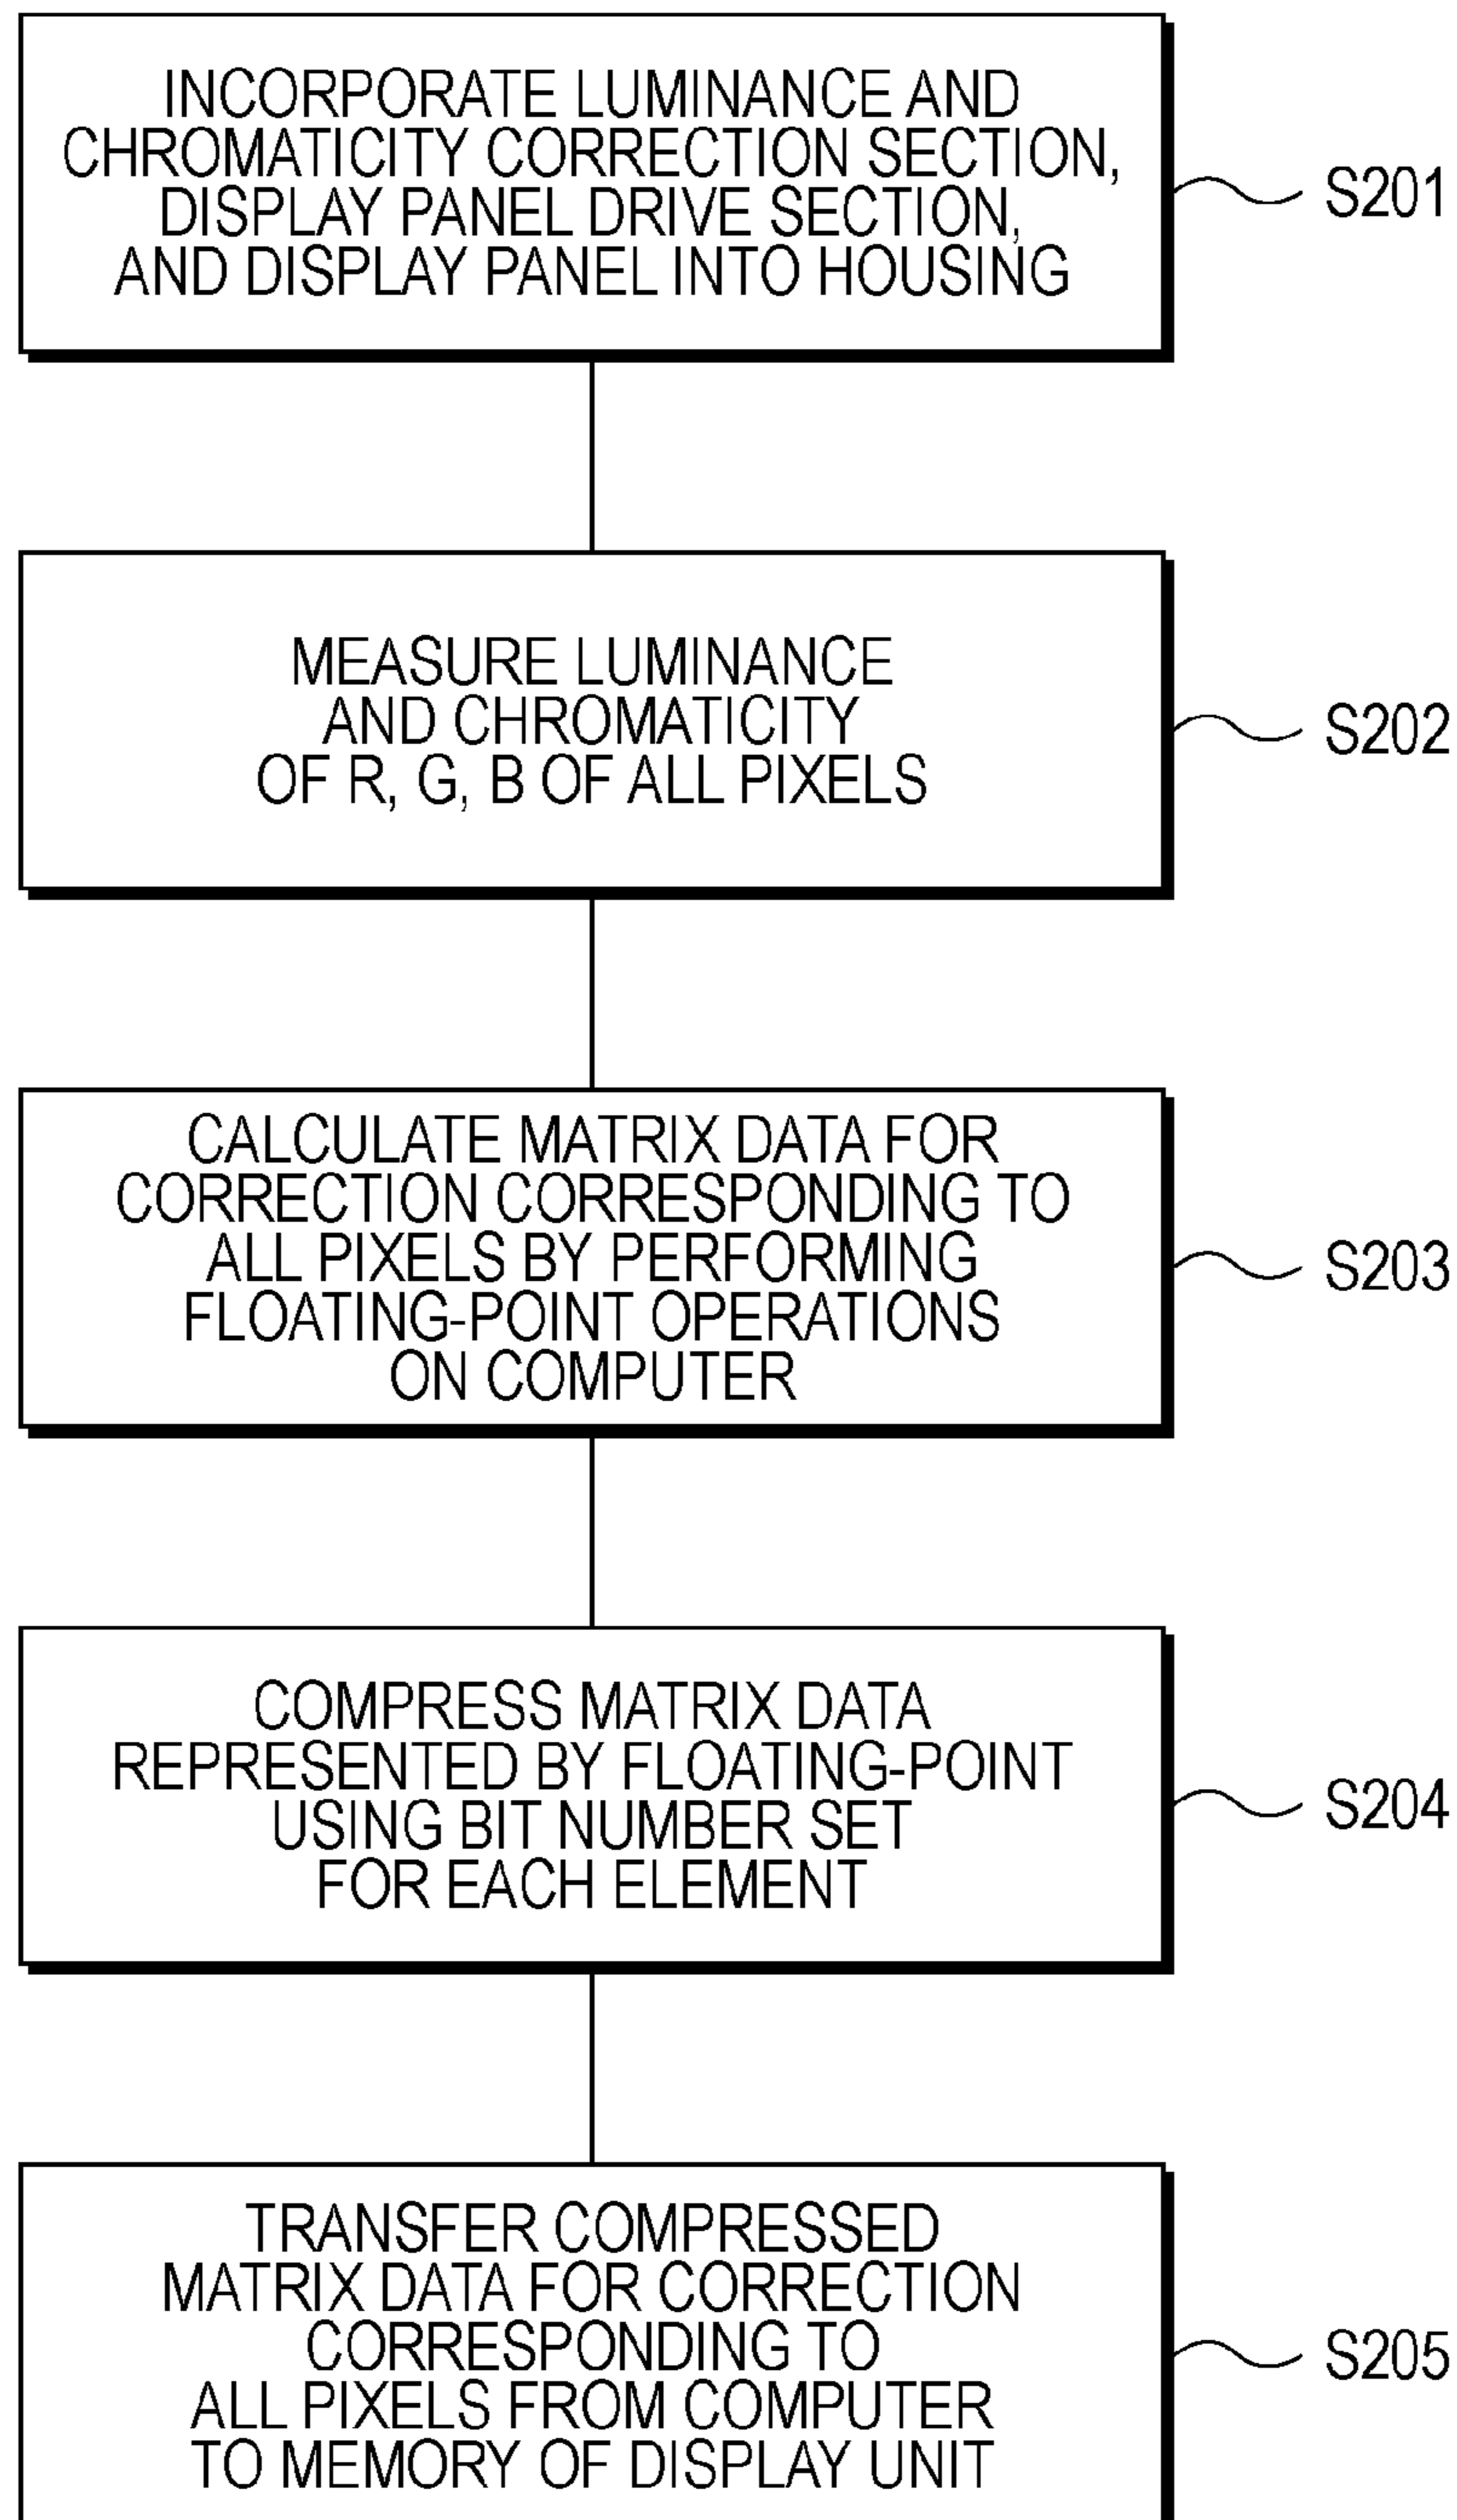 INCORPORATE LUMINANCE AND
CHROMATICITY CORRECTION SECTION,
DISPLAY PANEL DRIVE SECTION,
AND DISPLAY PANEL INTO HOUSING
S201
MEASURE LUMINANCE
AND CHROMATICITY
OF R, G, B OF ALL PIXELS
S202
CALCULATE MATRIX DATA FOR
CORRECTION CORRESPONDING TO
ALL PIXELS BY PERFORMING
FLOATING-POINT OPERATIONS
ON COMPUTER
S203
COMPRESS MATRIX DATA
REPRESENTED BY FLOATING-POINT
USING BIT NUMBER SET
FOR EACH ELEMENT
S204
TRANSFER COMPRESSED
MATRIX DATA FOR CORRECTION
CORRESPONDING TO
ALL PIXELS FROM COMPUTER
TO MEMORY OF DISPLAY UNIT
S205